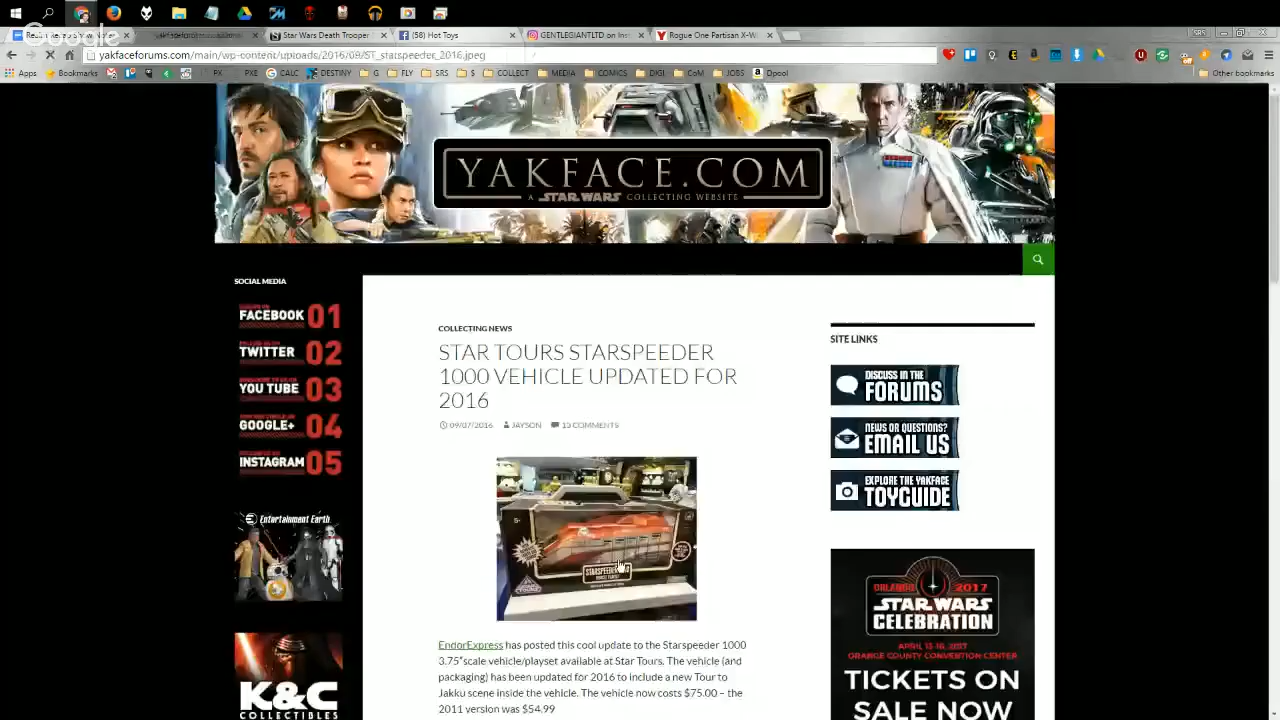 Star Wars Death Trooper
(58) Hot Toys
GENTLEGIANTLTD on Ins
Rogue One Partisan X-W
Google
yakfaceforums.com/main/wp-content/uploads/2016/09/ST_starspeeder_2016.jpeg
Apps
Bookmarks
PX
PXE
CALC
DESTINY
G
FLY
SRS
$
COLLECT
MEDIA
COMICS
DIGI
CoM
JOBS
Dpool
Other bookmarks
YAKFACE.COM
A STAR WARS COLLECTING WEBSITE
SOCIAL MEDIA
FACEBOOK 01
TWITTER 02
YOU TUBE 03
GOOGLE+ 04
INSTAGRAM 05
Entertainment Earth
K&C
COLLECTIBLES
COLLECTING NEWS
STAR TOURS STARSPEEDER
1000 VEHICLE UPDATED FOR
2016
09/07/2016 JAYSON 15 COMMENTS
STARSPEEDER
EndorExpress has posted this cool update to the Starspeeder 1000
3.75″scale vehicle/playset available at Star Tours. The vehicle (and
packaging) has been updated for 2016 to include a new Tour to
Jakku scene inside the vehicle. The vehicle now costs $75.00 – the
2011 version was $54.99
SITE LINKS
DISCUSS IN THE
FORUMS
NEWS OR QUESTIONS?
EMAIL US
EXPLORE THE YAKFACE
TOYGUIDE
ORLANDO 2017
STAR WARS
CELEBRATION
APRIL 13-16, 2017
ORANGE COUNTY CONVENTION CENTER
TICKETS ON
SALE NOW